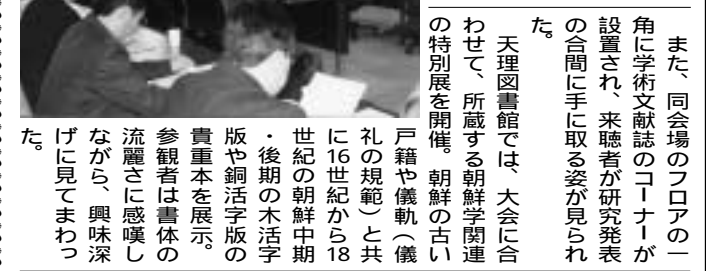 また、同会場のフロアの一
角に学術文献誌のコーナーが
設置され、来聴者が研究発表
の合間に手に取る姿が見られ
た。
天理図書館では、大会に合
わせて、所蔵する朝鮮学関連
の特別展を開催。朝鮮の古い
戸籍や儀軌（儀
礼の規範）と共
に16世紀から18
世紀の朝鮮中期
・後期の木活字
版や銅活字版の
貴重本を展示。
参観者は書体の
流麗さに感嘆し
ながら、興味深
げに見てまわっ
た。